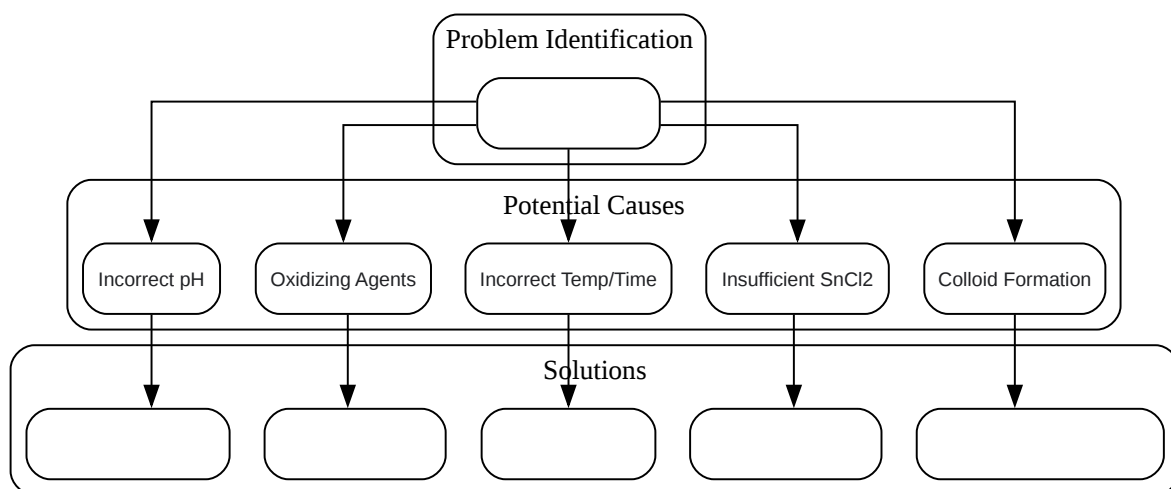 Problem Identification
Potential Causes
Incorrect pH
Oxidizing Agents
Incorrect Temp/Time
Insufficient SnCl2
Colloid Formation
Solutions